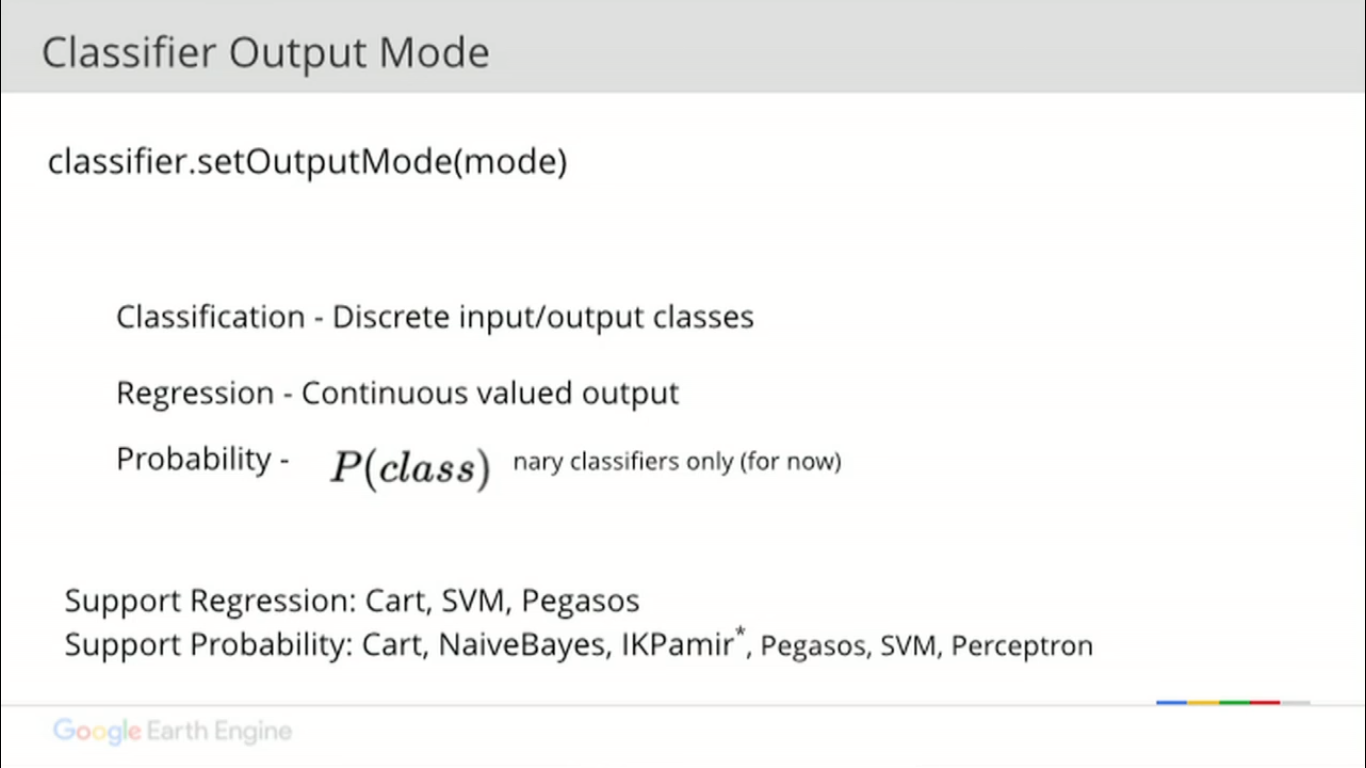 Classifier Output Mode
classifier.setOutputMode(mode)
Classification - Discrete input/output classes
Regression - Continuous valued output
Probability - P(class) nary classifiers only (for now)
Support Regression: Cart, SVM, Pegasos
Support Probability: Cart, NaiveBayes, IKPamir*, Pegasos, SVM, Perceptron
Google Earth Engine